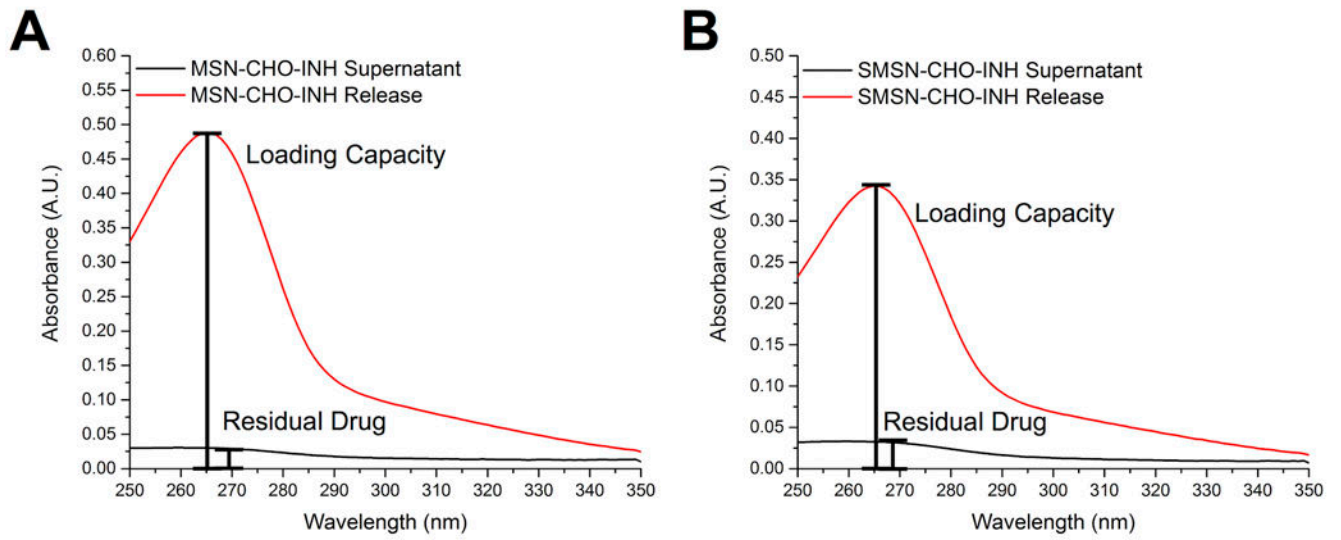 A
0.60
0.55
0.50
0.45
0.40
0.35
0.30
0.25
0.20
0.15
0.10
0.05
0.00
Absorbance (A.U.)
MSN-CHO-INH Supernatant
MSN-CHO-INH Release
Loading Capacity
Residual Drug
250 260 270 280 290 300 310 320 330 340 350
Wavelength (nm)
B
0.50
0.45
0.40
0.35
0.30
0.25
0.20
0.15
0.10
0.05
0.00
Absorbance (A.U.)
SMSN-CHO-INH Supernatant
SMSN-CHO-INH Release
Loading Capacity
Residual Drug
250 260 270 280 290 300 310 320 330 340 350
Wavelength (nm)